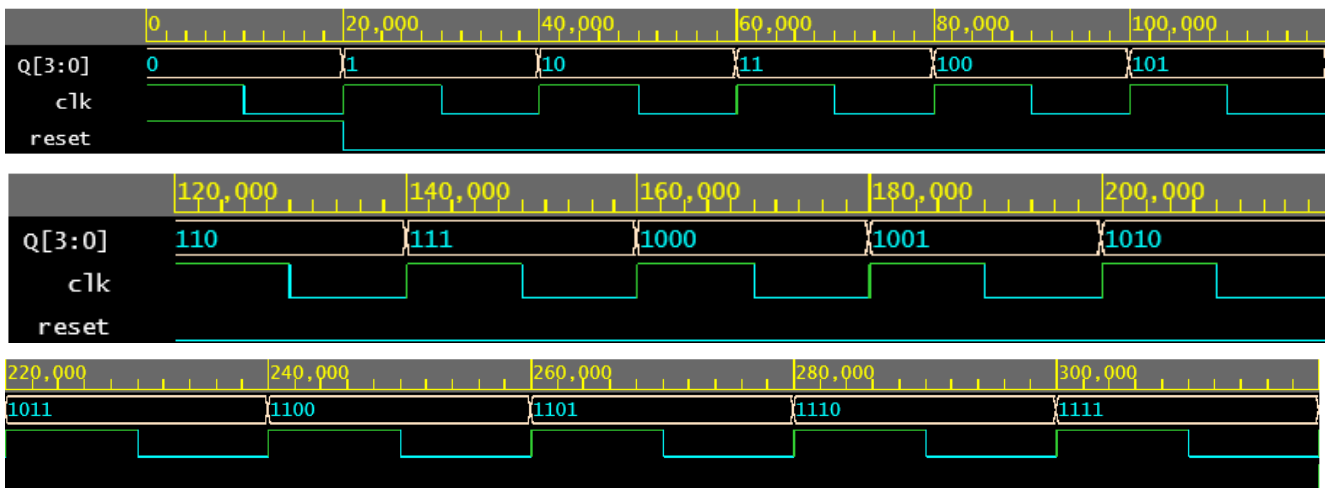 0 20,000 40,000 60,000 80,000 100,000
Q[3:0] 0 1 10 11 100 101
clk
reset
120,000 140,000 160,000 180,000 200,000
Q[3:0] 110 111 1000 1001 1010
clk
reset
220,000 240,000 260,000 280,000 300,000
1011 1100 1101 1110 1111